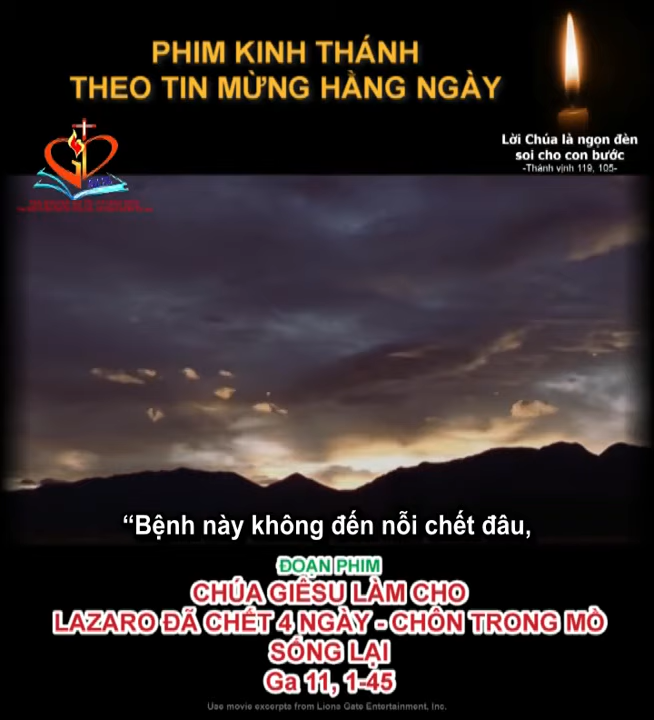 PHIM KINH THÁNH
THEO TIN MỪNG HẰNG NGÀY
Lời Chúa là ngọn đèn
soi cho con bước
-Thánh vịnh 119, 105-
“Bệnh này không đến nỗi chết đâu,
ĐOẠN PHIM
CHÚA GIÊSU LÀM CHO
LAZARO ĐÃ CHẾT 4 NGÀY - CHÔN TRONG MỒ
SỐNG LẠI
Ga 11, 1-45
Use movie excerpts from Lions Gate Entertainment, Inc.